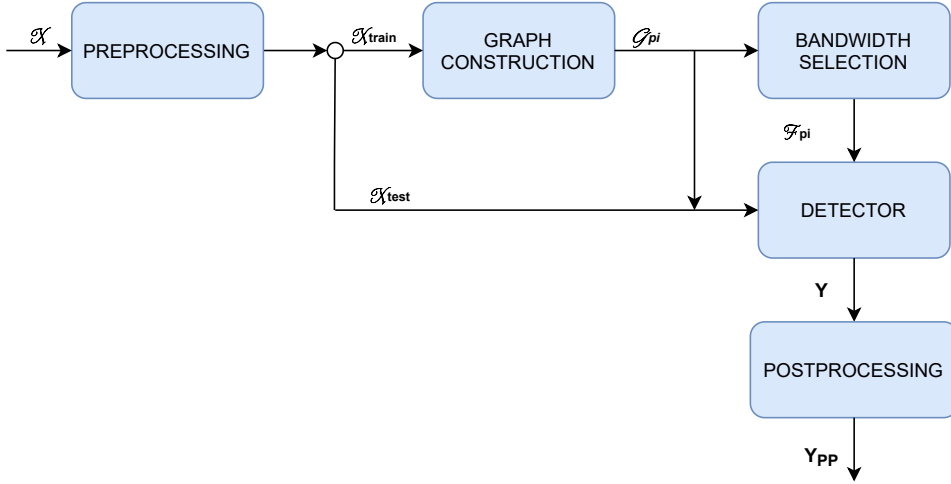 𝒳
PREPROCESSING
𝒳train
GRAPH
CONSTRUCTION
𝒢pi
BANDWIDTH
SELECTION
ℱpi
𝒳test
DETECTOR
Y
POSTPROCESSING
YPP